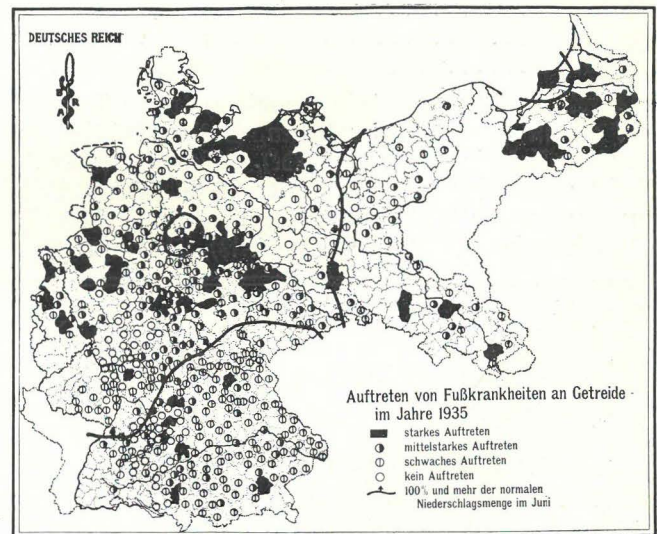 DEUTSCHES REICH
Auftreten von Fußkrankheiten an Getreide
im Jahre 1935
starkes Auftreten
mittelstarkes Auftreten
schwaches Auftreten
kein Auftreten
100% und mehr der normalen
Niederschlagsmenge im Juni